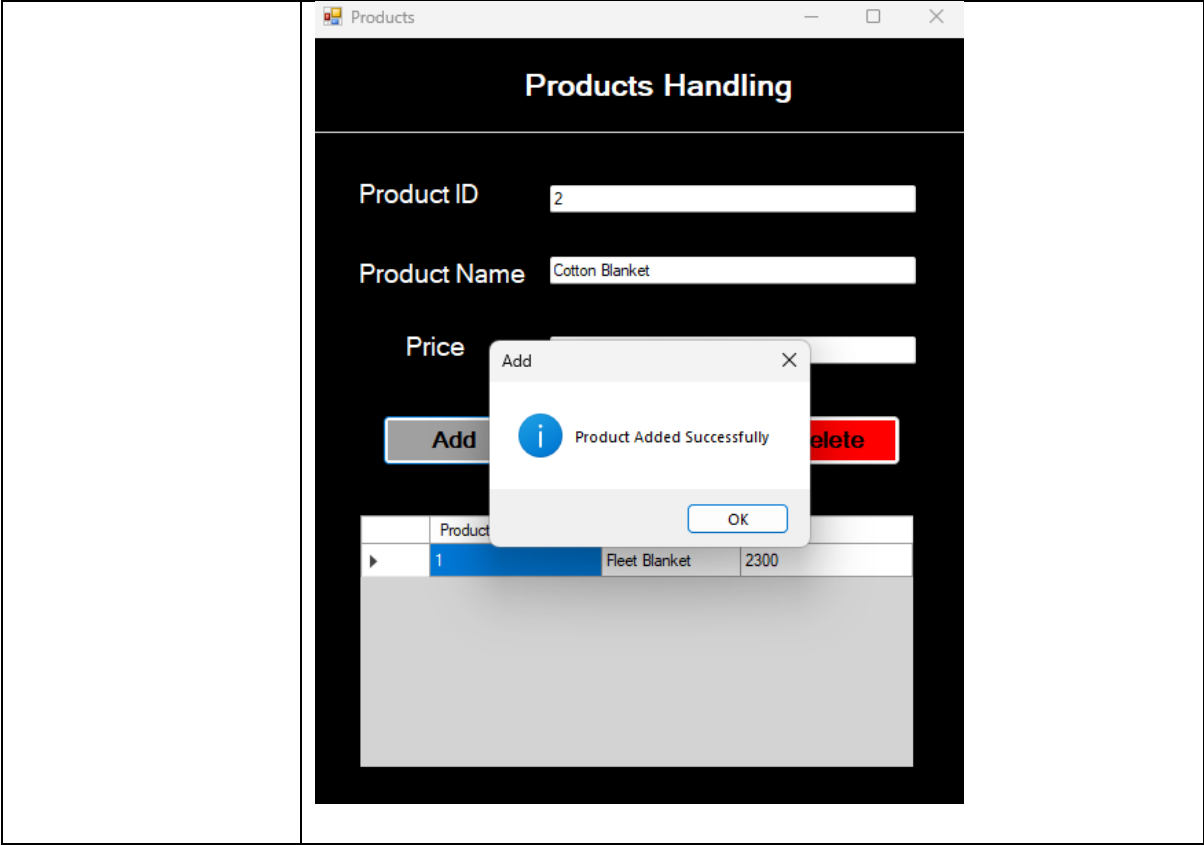 Products
Products Handling
Product ID
2
Product Name
Cotton Blanket
Price
Add
Product Added Successfully
OK
Add
elete
Product
1 Fleet Blanket 2300